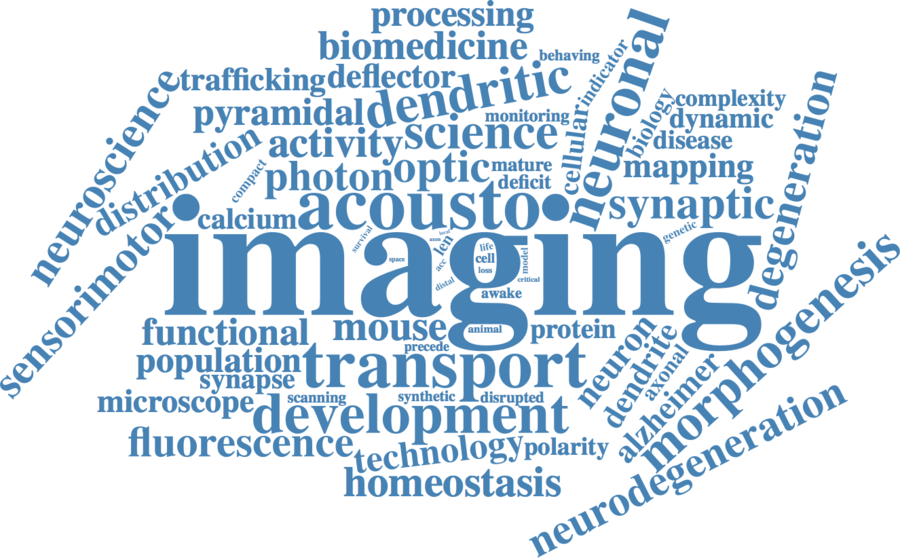 processing
biomedicine
behaving
indicator
neuronal
trafficking
deflector
dendritic
neuroscience
pyramidal
monitoring
cellular
biology
complexity
dynamic
distribution
activity
science
disease
degeneration
compact
photon
optic
mature
deficit
mapping
sensorimotor
calcium
acousto
synaptic
imaging
survival
local
axon
len
life
genetic
space
acc
cell
loss
model
distal
critical
awake
morphogenesis
functional
mouse
animal
protein
neuron
precede
population
transport
dendrite
axonal
synapse
microscope
scanning
synthetic
disrupted
alzheimer
development
fluorescence
technology
polarity
homeostasis
neurodegeneration